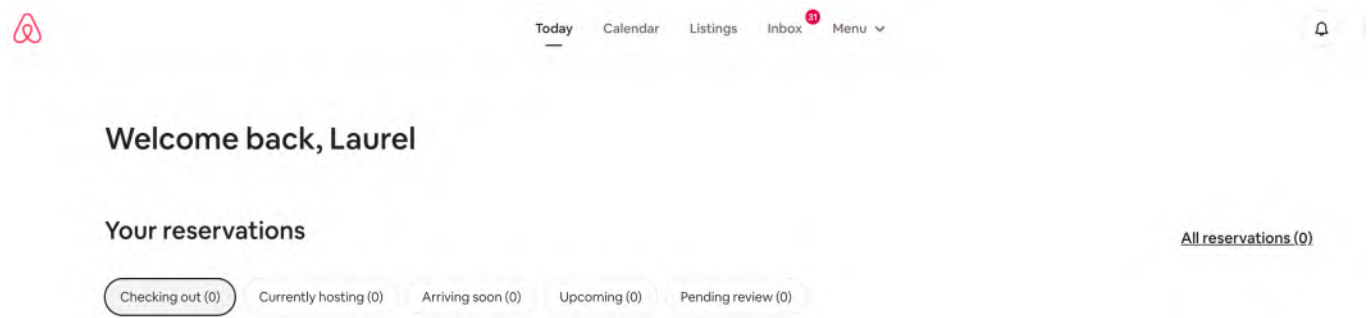 Today Calendar Listings Inbox 31 Menu
Welcome back, Laurel
Your reservations
All reservations (0)
Checking out (0) Currently hosting (0) Arriving soon (0) Upcoming (0) Pending review (0)